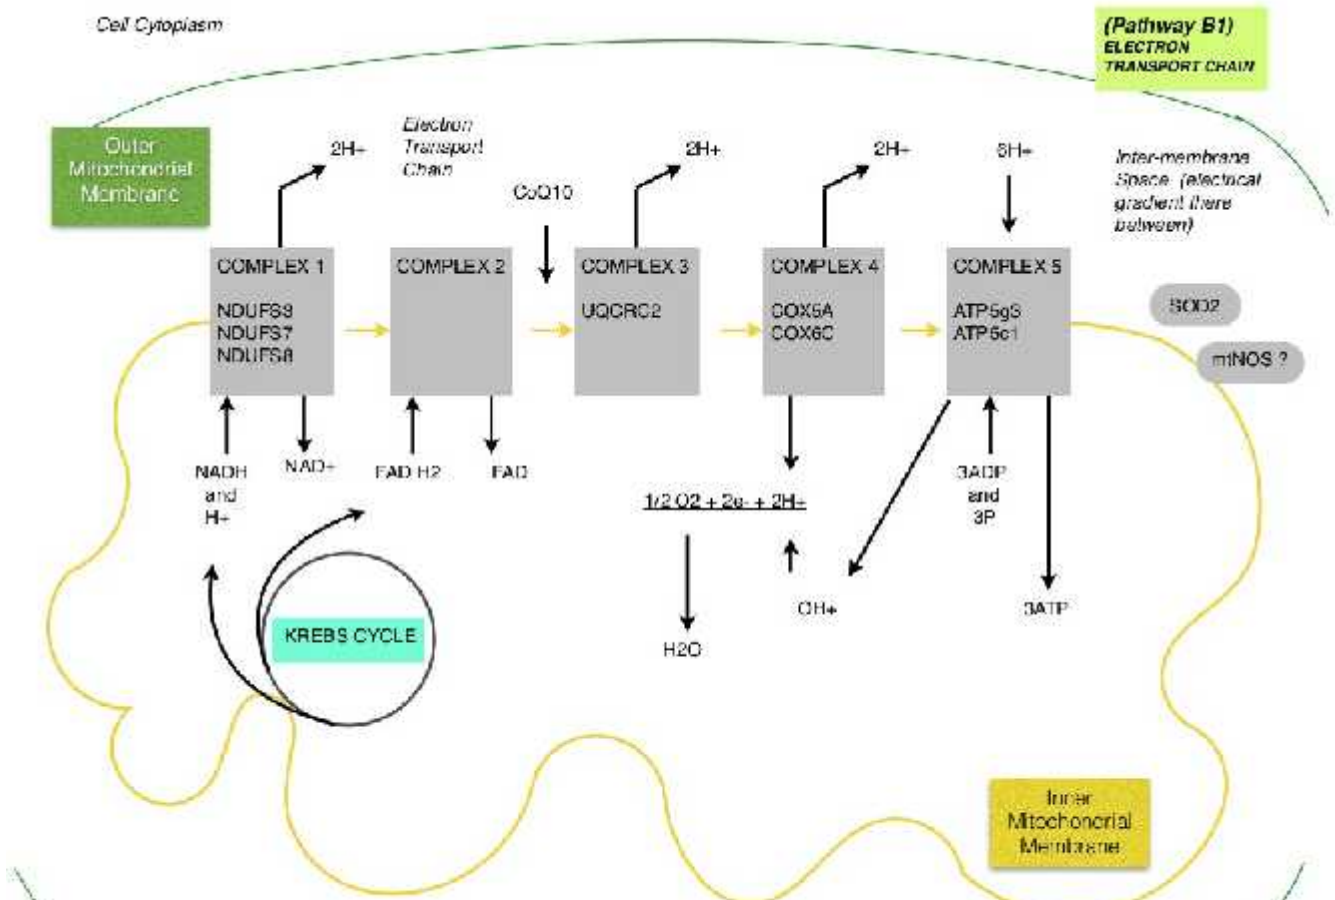 Cell Cytoplasm
(Pathway B1)
ELECTRON
TRANSPORT CHAIN
Outer
Mitochondrial
Membrane
Electron
Transport
Chain
2H+
CoQ10
2H+
2H+
6H+
Inter-membrane
Space (electrical
gradient there
between)
COMPLEX 1
NDUFS3
NDUFS7
NDUFS8
COMPLEX 2
COMPLEX 3
UQCRC2
COMPLEX 4
COX5A
COX6C
COMPLEX 5
ATP5g3
ATP5c1
SOD2
mtNOS ?
NADH
and
H+
NAD+
FAD H2
FAD
1/2 O2 + 2e- + 2H+
3ADP
and
3P
OH+
3ATP
H2O
KREBS CYCLE
Inner
Mitochondrial
Membrane